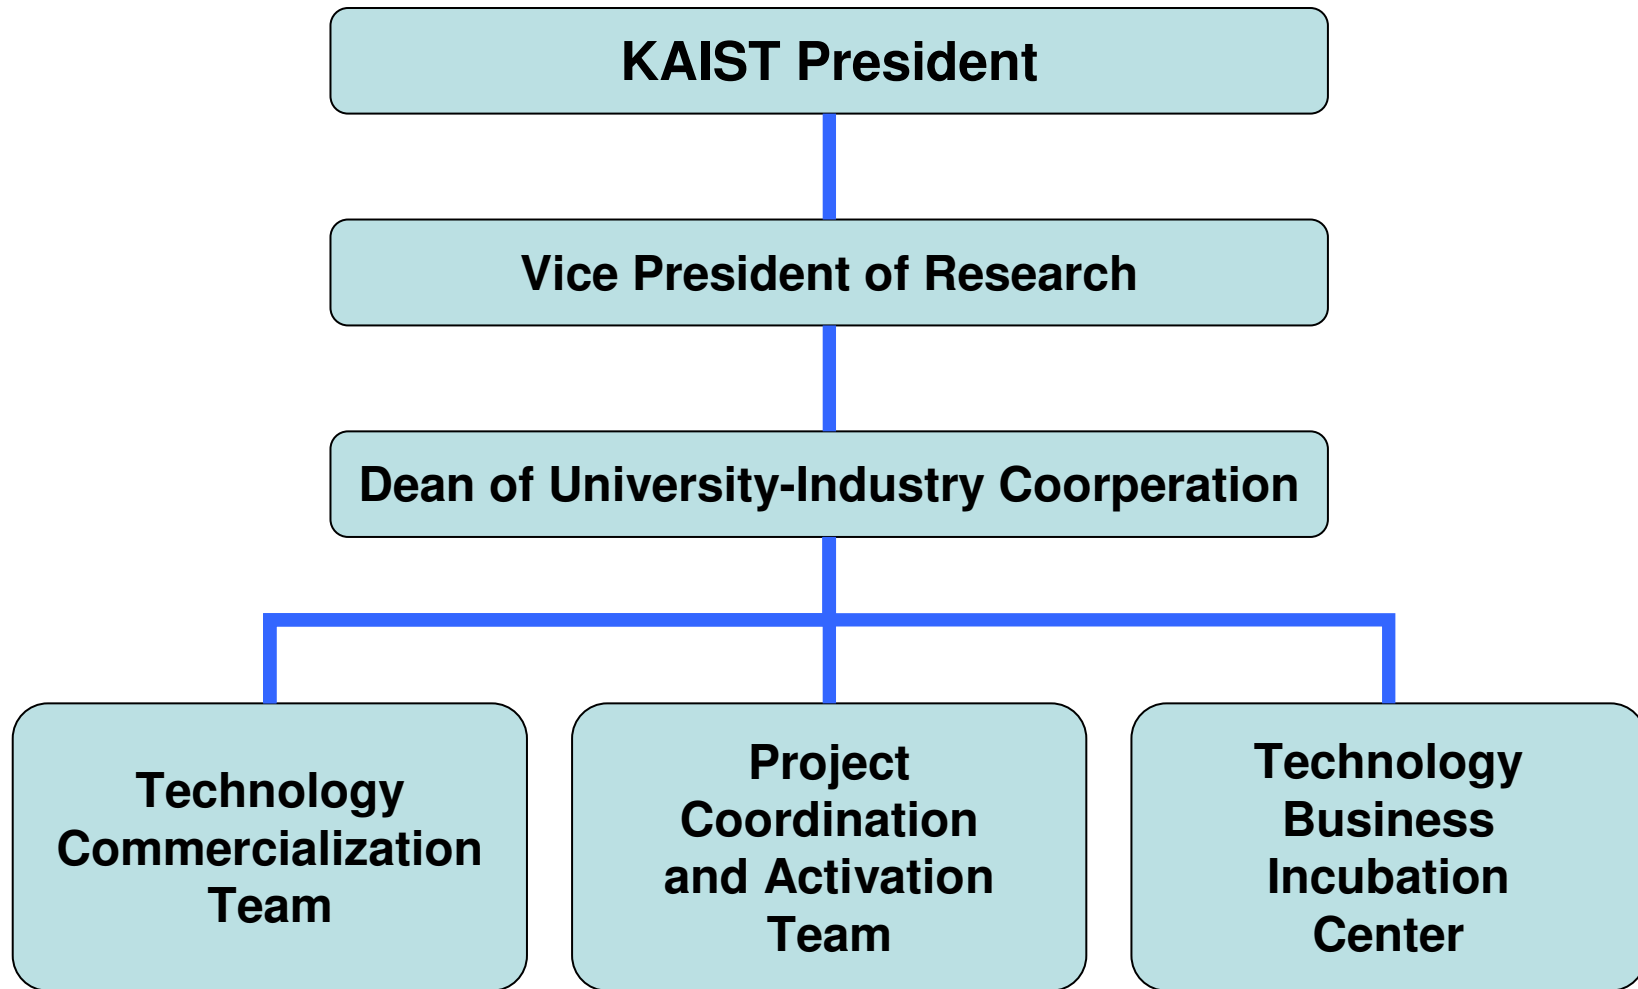 KAIST President
Vice President of Research
Dean of University-Industry Coorperation
Technology
Commercialization
Team
Project
Coordination
and Activation
Team
Technology
Business
Incubation
Center